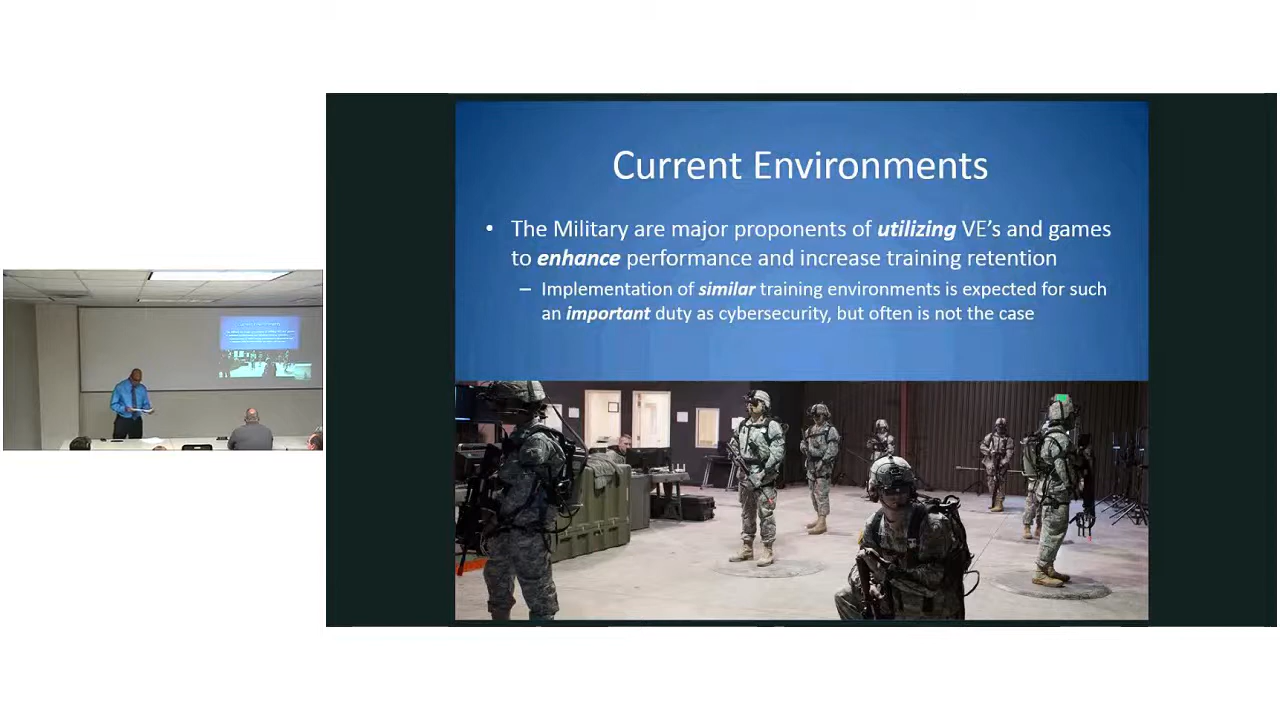 Current Environments
• The Military are major proponents of utilizing VE's and games
to enhance performance and increase training retention
– Implementation of similar training environments is expected for such
an important duty as cybersecurity, but often is not the case